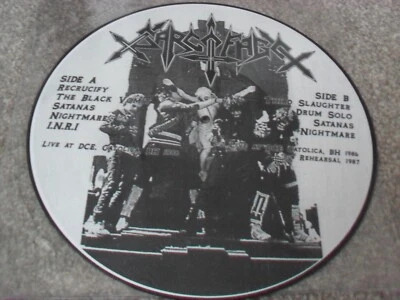 SARCOFAGO
SIDE A
RECRUCIFY
THE BLACK
SATANAS
NIGHTMARE
I.N.R.I
LIVE AT DCE,
SIDE B
SLAUGHTER
DRUM SOLO
SATANAS
NIGHTMARE
BH 1986
REHEARSAL 1987